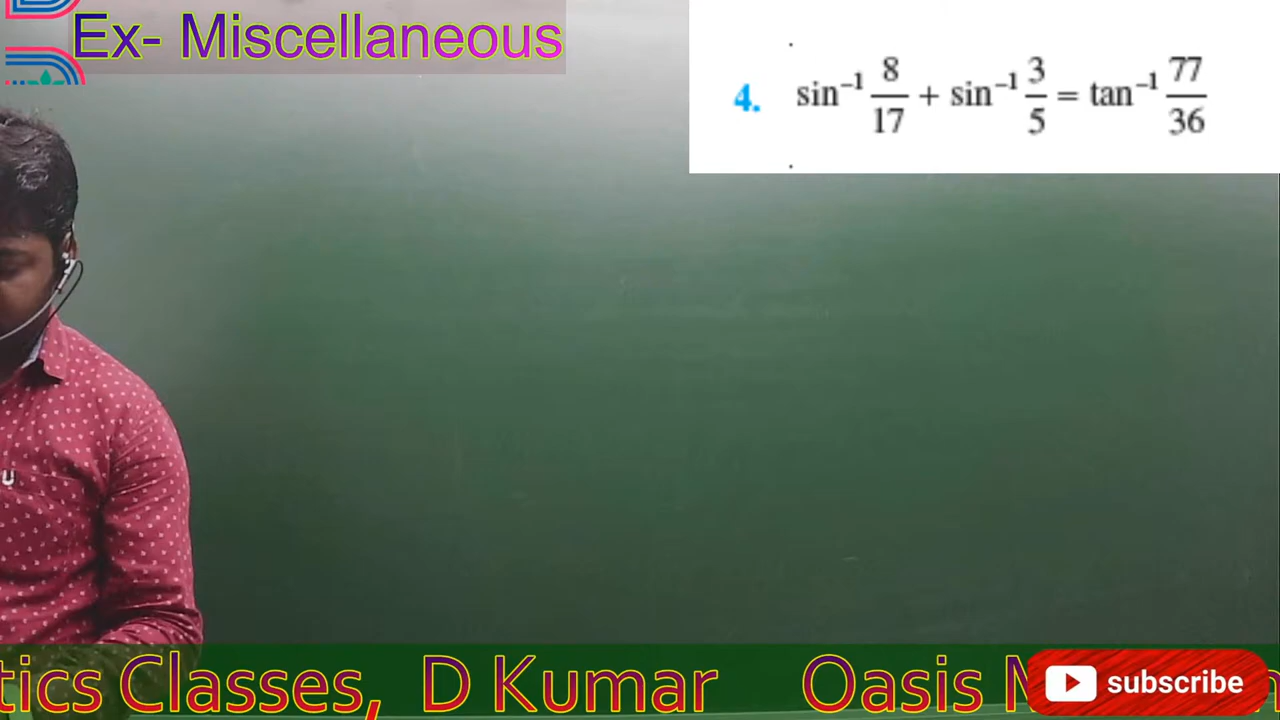 Ex- Miscellaneous
4. sin⁻¹ 8/17 + sin⁻¹ 3/5 = tan⁻¹ 77/36
tics Classes, D Kumar Oasis M
subscribe